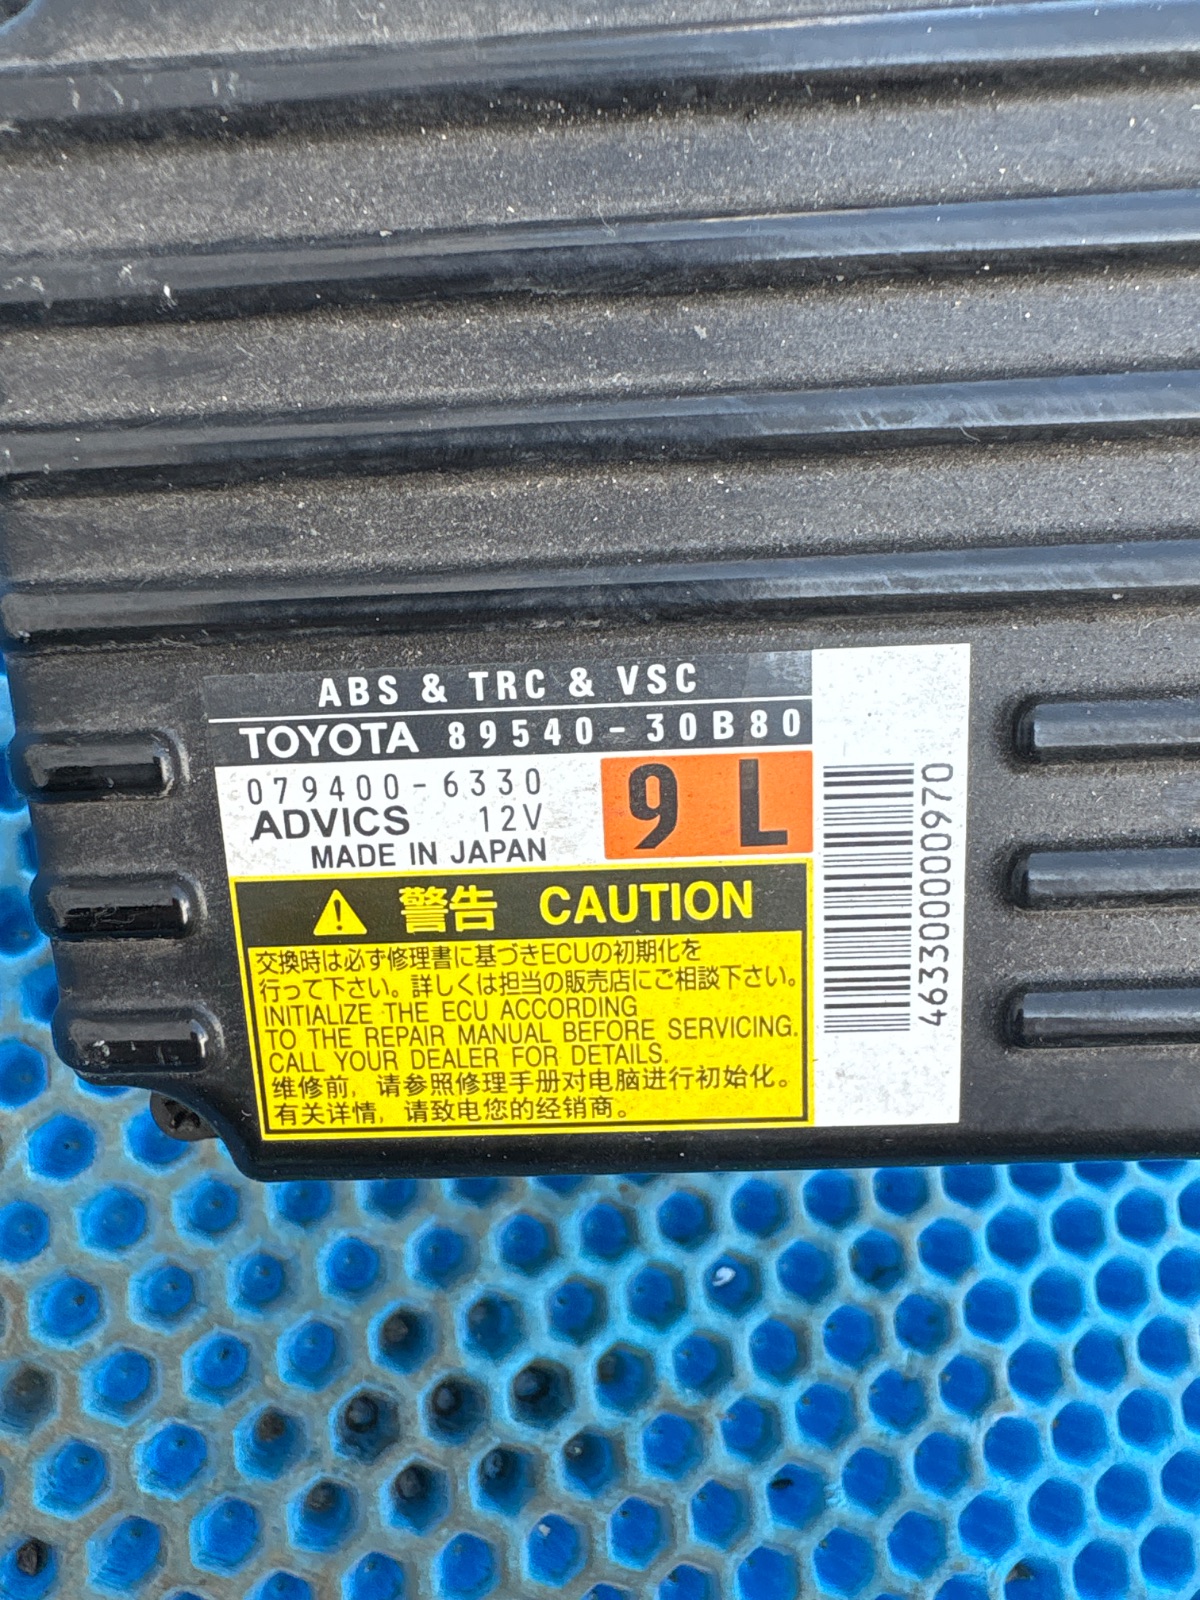 ABS & TRC & VSC
TOYOTA 89540-30B80
079400-6330
ADVICS 12V
MADE IN JAPAN
9L
⚠ 警告 CAUTION
交換時は必ず修理書に基づきECUの初期化を
行って下さい。詳しくは担当の販売店にご相談下さい。
INITIALIZE THE ECU ACCORDING
TO THE REPAIR MANUAL BEFORE SERVICING.
CALL YOUR DEALER FOR DETAILS.
维修前，请参照修理手册对电脑进行初始化。
有关详情，请致电您的经销商。
463300000970